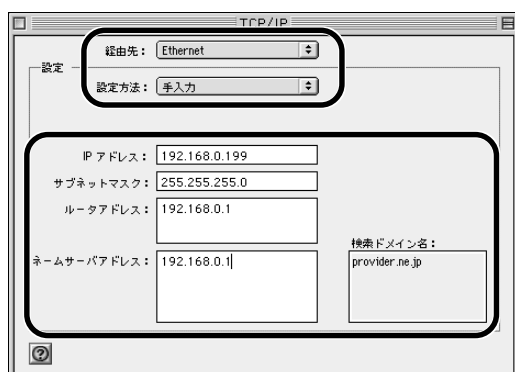 TCP/IP
経由先： Ethernet
設定
設定方法： 手入力
IP アドレス： 192.168.0.199
サブネットマスク： 255.255.255.0
ルータアドレス： 192.168.0.1
検索ドメイン名：
ネームサーバアドレス： 192.168.0.1
provider.ne.jp
?